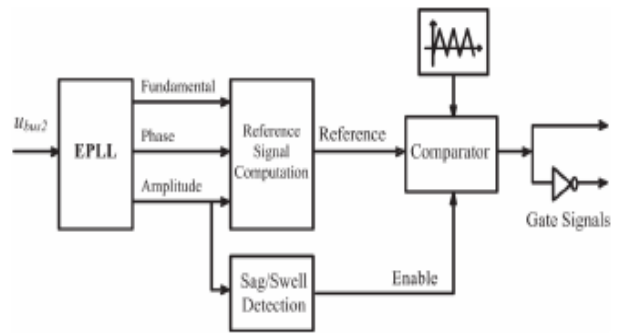 Fundamental
u_bus2
EPLL
Phase
Amplitude
Reference
Signal
Computation
Reference
Comparator
Gate Signals
Sag/Swell
Detection
Enable